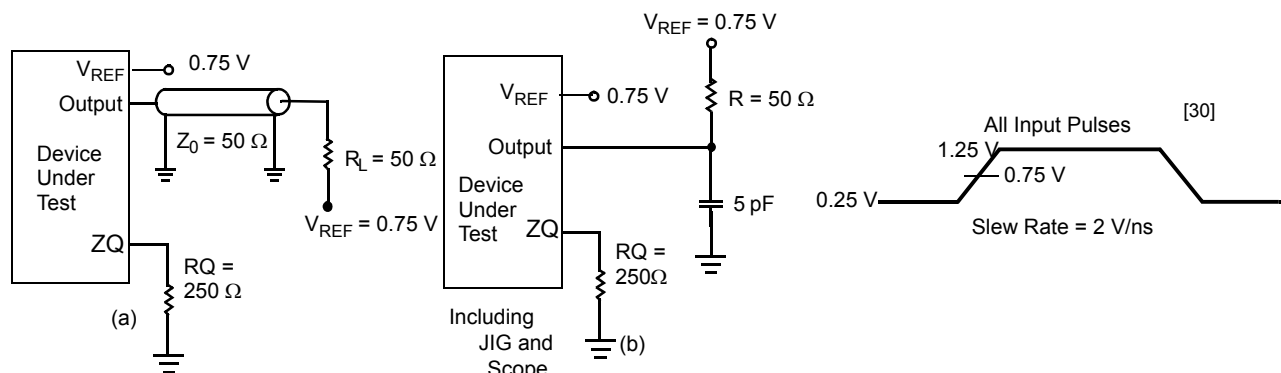 V_REF
0.75 V
Output
Z_0 = 50 Ω
Device
Under
Test
R_L = 50 Ω
V_REF = 0.75 V
ZQ
RQ =
250 Ω
(a)
V_REF = 0.75 V
R = 50 Ω
V_REF
0.75 V
Output
Device
Under
Test
5 pF
ZQ
RQ =
250Ω
(b)
Including
JIG and
Scope
[30]
All Input Pulses
1.25 V
0.75 V
0.25 V
Slew Rate = 2 V/ns